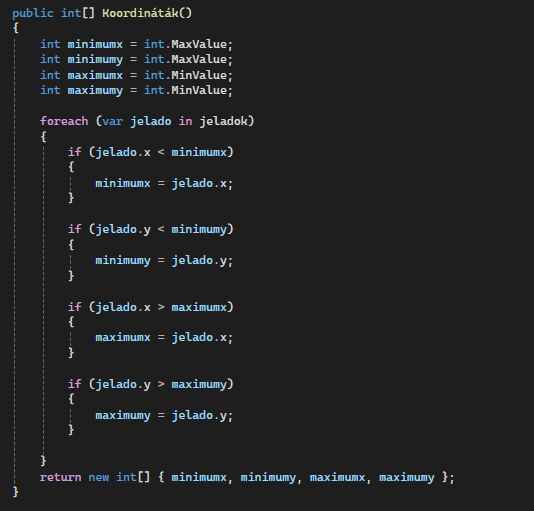 public int[] Koordináták()
{
int minimumx = int.MaxValue;
int minimumy = int.MaxValue;
int maximumx = int.MinValue;
int maximumy = int.MinValue;
foreach (var jelado in jeladok)
{
if (jelado.x < minimumx)
{
minimumx = jelado.x;
}
if (jelado.y < minimumy)
{
minimumy = jelado.y;
}
if (jelado.x > maximumx)
{
maximumx = jelado.x;
}
if (jelado.y > maximumy)
{
maximumy = jelado.y;
}
}
return new int[] { minimumx, minimumy, maximumx, maximumy };
}